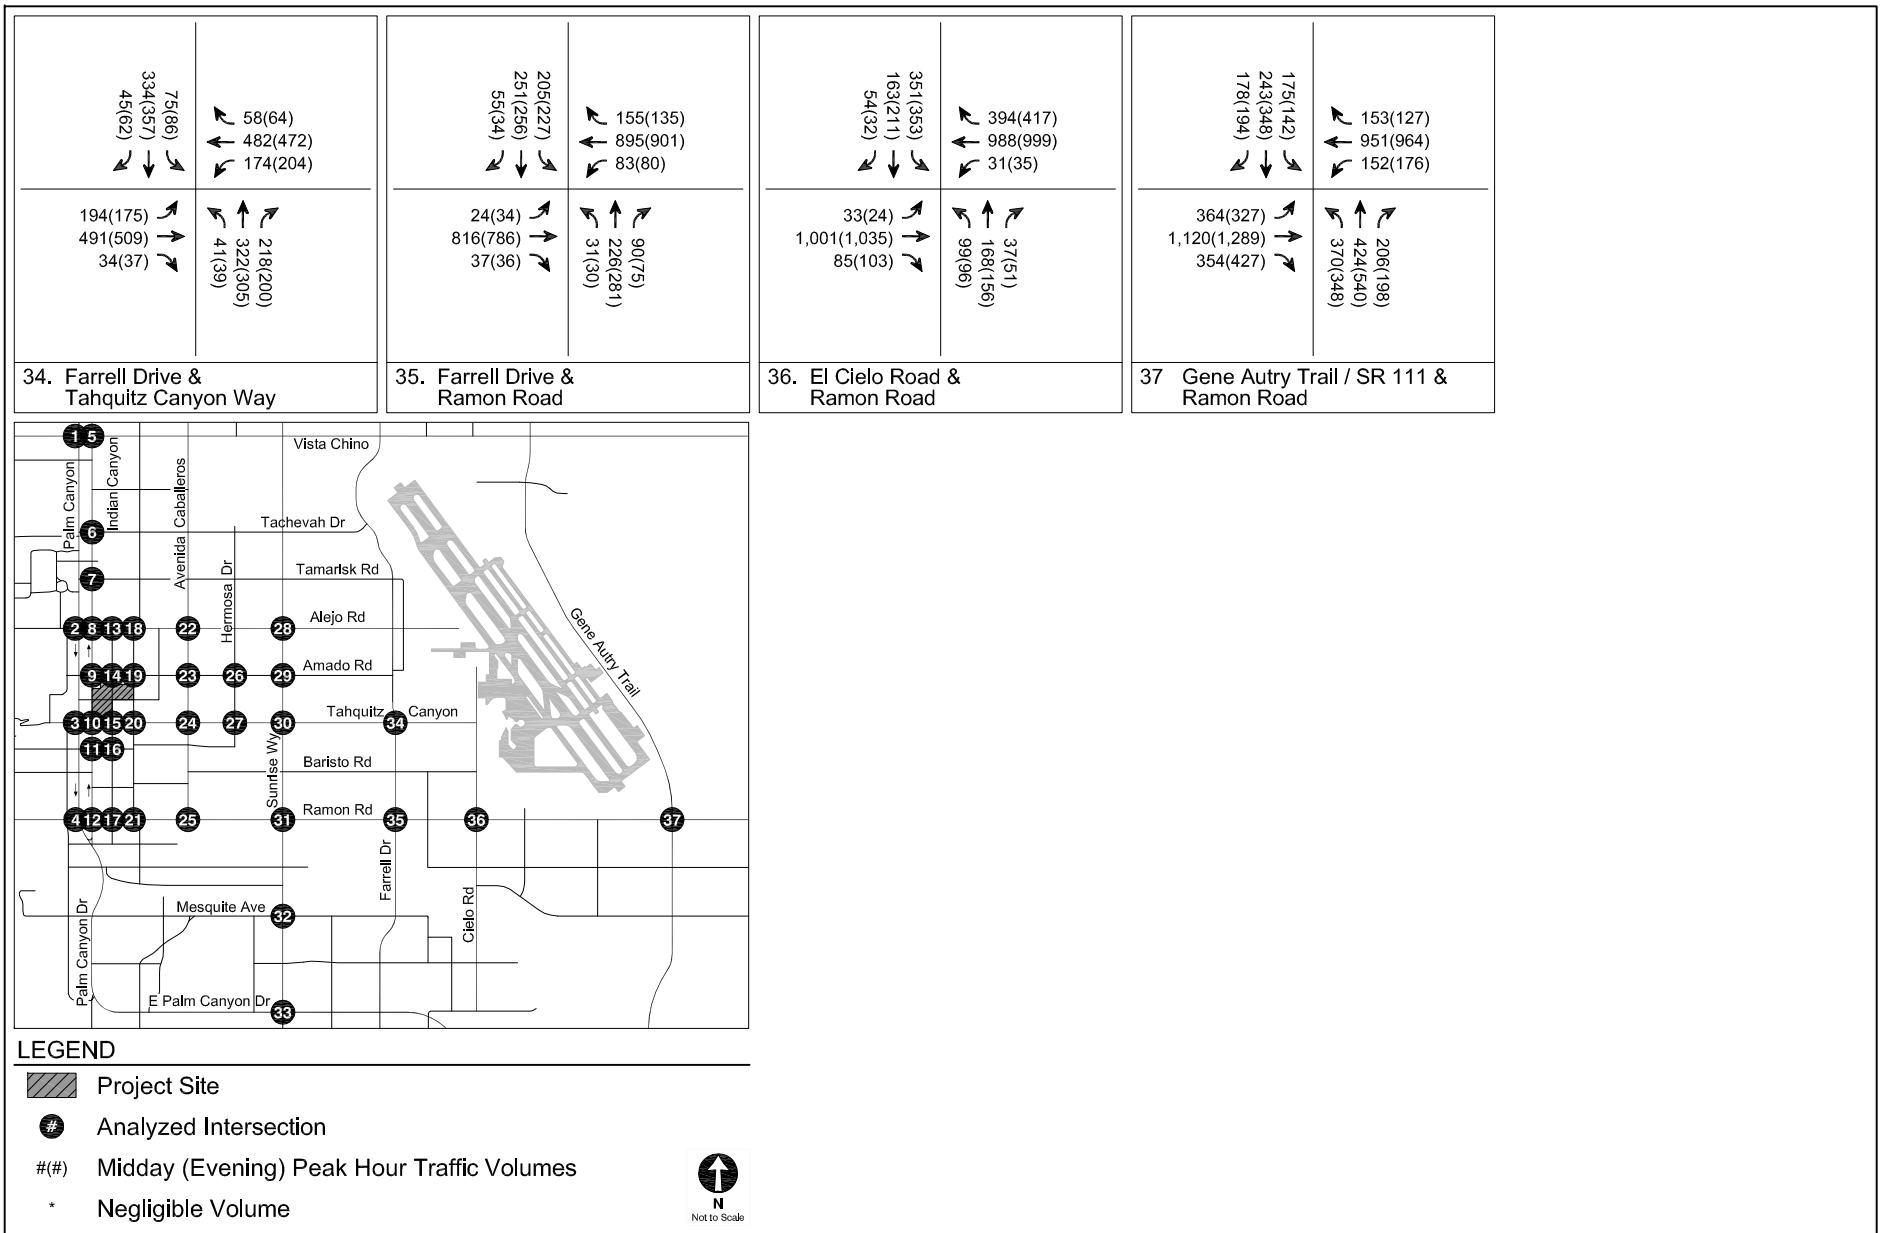 75(86)
334(357)
45(62)
58(64)
482(472)
174(204)
194(175)
491(509)
34(37)
41(39)
322(305)
218(200)
34. Farrell Drive &
Tahquitz Canyon Way
205(227)
251(256)
55(34)
155(135)
895(901)
83(80)
24(34)
816(786)
37(36)
31(30)
226(281)
90(75)
35. Farrell Drive &
Ramon Road
351(353)
163(211)
54(32)
394(417)
988(999)
31(35)
33(24)
1,001(1,035)
85(103)
99(96)
168(156)
37(51)
36. El Cielo Road &
Ramon Road
175(142)
243(348)
178(194)
153(127)
951(964)
152(176)
364(327)
1,120(1,289)
354(427)
370(348)
424(540)
206(198)
37 Gene Autry Trail / SR 111 &
Ramon Road
1 5
Vista Chino
Palm Canyon
Indian Canyon
Avenida Caballeros
6
Tachevah Dr
7
Hermosa Dr
Tamarisk Rd
2 8 13 18 22 28
Alejo Rd
Gene Autry Trail
9 14 19 23 26 29
Amado Rd
3 10 15 20 24 27 30
Tahquitz
34
Canyon
11 16
Sunrise Wy
Baristo Rd
4 12 17 21 25 31
Ramon Rd
35 36 37
Farrell Dr
Cielo Rd
Palm Canyon Dr
Mesquite Ave
32
E Palm Canyon Dr
33
LEGEND
Project Site
# Analyzed Intersection
#(#) Midday (Evening) Peak Hour Traffic Volumes
* Negligible Volume
N
Not to Scale